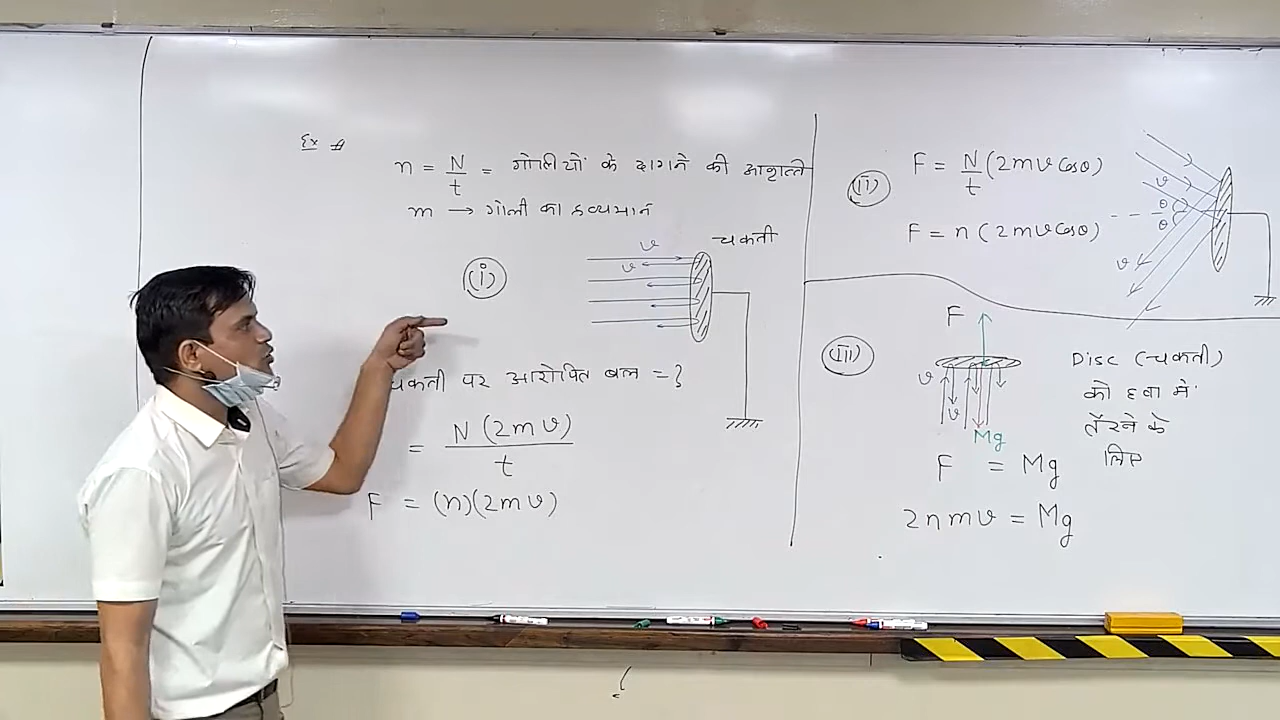 Ex
n = N/t = गोलीयों के दागने की आवृत्ति
m → गोली का द्रव्यमान
(i)
v
v
चकती
चकती पर आरोपित बल = ?
= N(2mv)/t
F = (n)(2mv)
(ii)
F = N/t (2mv cosθ)
F = n(2mv cosθ)
v
θ
θ
v
(iii)
F
v
v
Mg
Disc (चकती)
को हवा में
तैरने के
लिए
F = Mg
2nmv = Mg